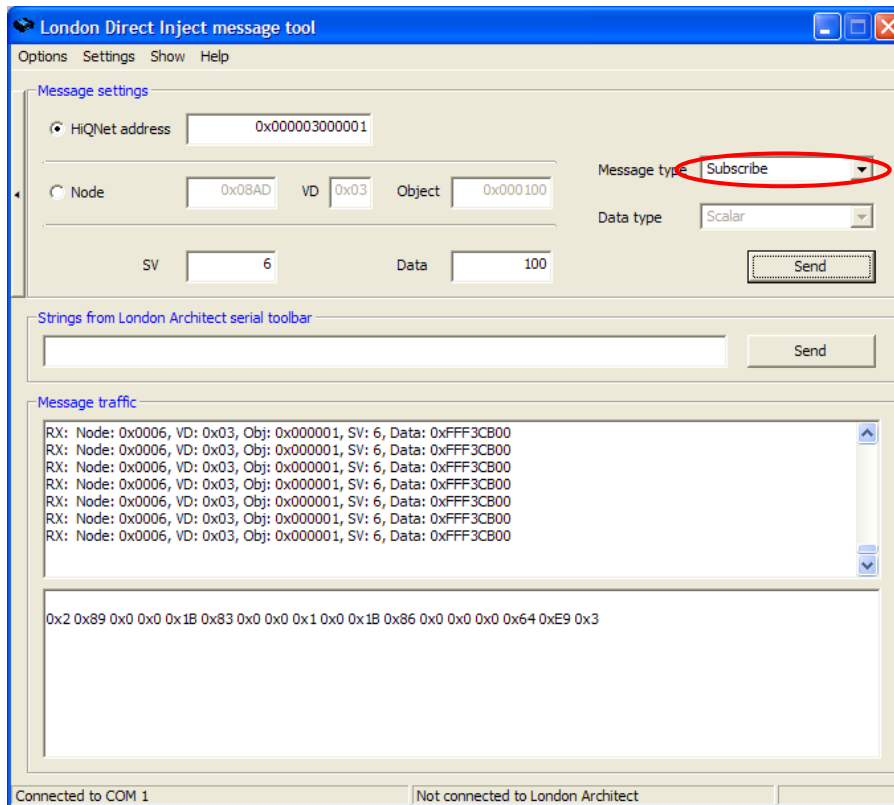 London Direct Inject message tool
Options Settings Show Help
Message settings
HiQNet address 0x000003000001
Message type Subscribe
Node 0x08AD VD 0x03 Object 0x000100
Data type Scalar
SV 6 Data 100 Send
Strings from London Architect serial toolbar
Send
Message traffic
RX: Node: 0x0006, VD: 0x03, Obj: 0x000001, SV: 6, Data: 0xFFF3CB00
RX: Node: 0x0006, VD: 0x03, Obj: 0x000001, SV: 6, Data: 0xFFF3CB00
RX: Node: 0x0006, VD: 0x03, Obj: 0x000001, SV: 6, Data: 0xFFF3CB00
RX: Node: 0x0006, VD: 0x03, Obj: 0x000001, SV: 6, Data: 0xFFF3CB00
RX: Node: 0x0006, VD: 0x03, Obj: 0x000001, SV: 6, Data: 0xFFF3CB00
RX: Node: 0x0006, VD: 0x03, Obj: 0x000001, SV: 6, Data: 0xFFF3CB00
RX: Node: 0x0006, VD: 0x03, Obj: 0x000001, SV: 6, Data: 0xFFF3CB00
0x2 0x89 0x0 0x0 0x1B 0x83 0x0 0x0 0x1 0x0 0x1B 0x86 0x0 0x0 0x0 0x64 0xE9 0x3
Connected to COM 1 Not connected to London Architect